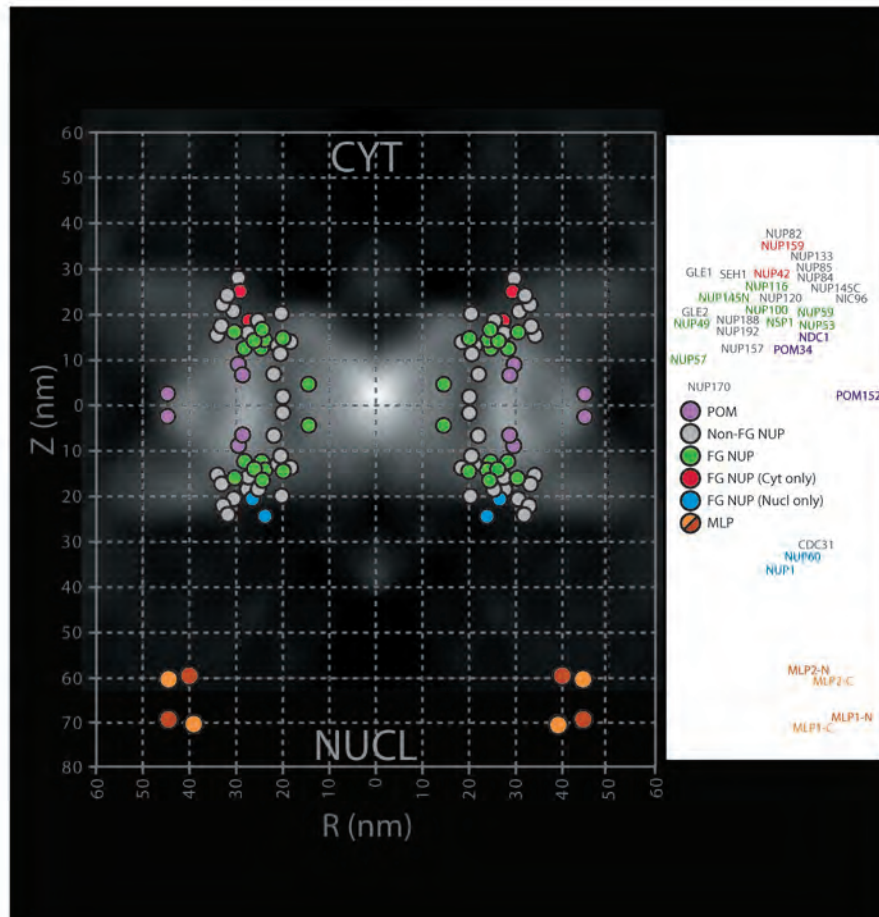 60
CYT
50
40
30
20
10
0
10
20
30
40
50
60
70
NUCL
80
Z (nm)
60 50 40 30 20 10 0 10 20 30 40 50 60
R (nm)
NUP82
NUP159
NUP133
NUP85
GLE1 SEH1 NUP42 NUP84
NUP116 NUP145C
NUP145N NUP120 NIC96
GLE2 NUP100 NUP59
NUP49 NUP188 NSP1 NUP53
NUP192 NDC1
NUP157 POM34
NUP57
NUP170
POM152
POM
Non-FG NUP
FG NUP
FG NUP (Cyt only)
FG NUP (Nucl only)
MLP
CDC31
NUP60
NUP1
MLP2-N
MLP2-C
MLP1-N
MLP1-C